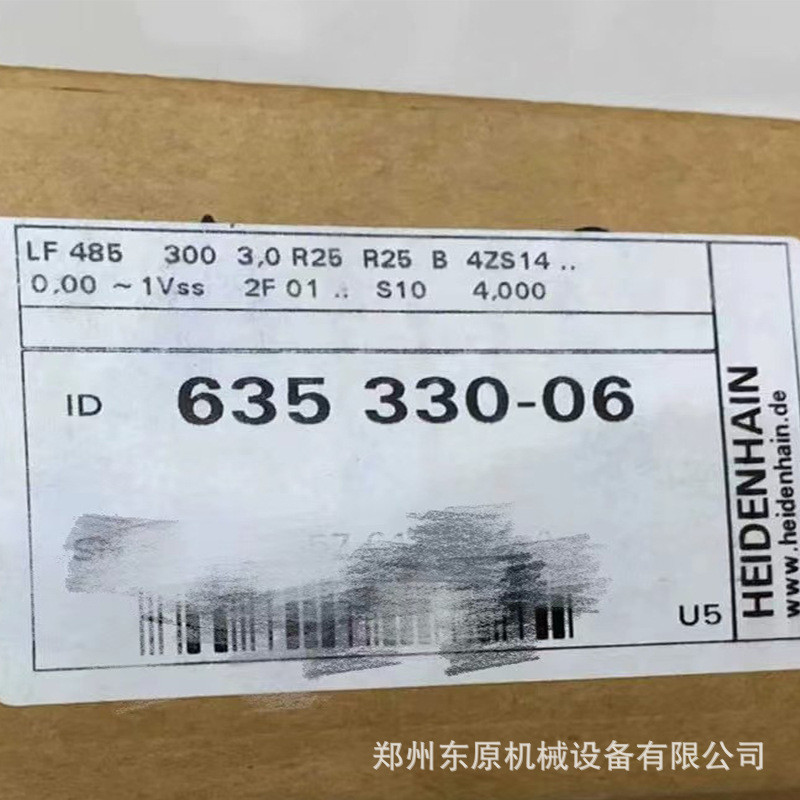 LF 485 300 3,0 R25 R25 B 4ZS14 ..
0,00 ~ 1Vss 2F 01 .. S10 4,000
ID 635 330-06
U5
HEIDENHAIN
www.heidenhain.de
郑州东原机械设备有限公司